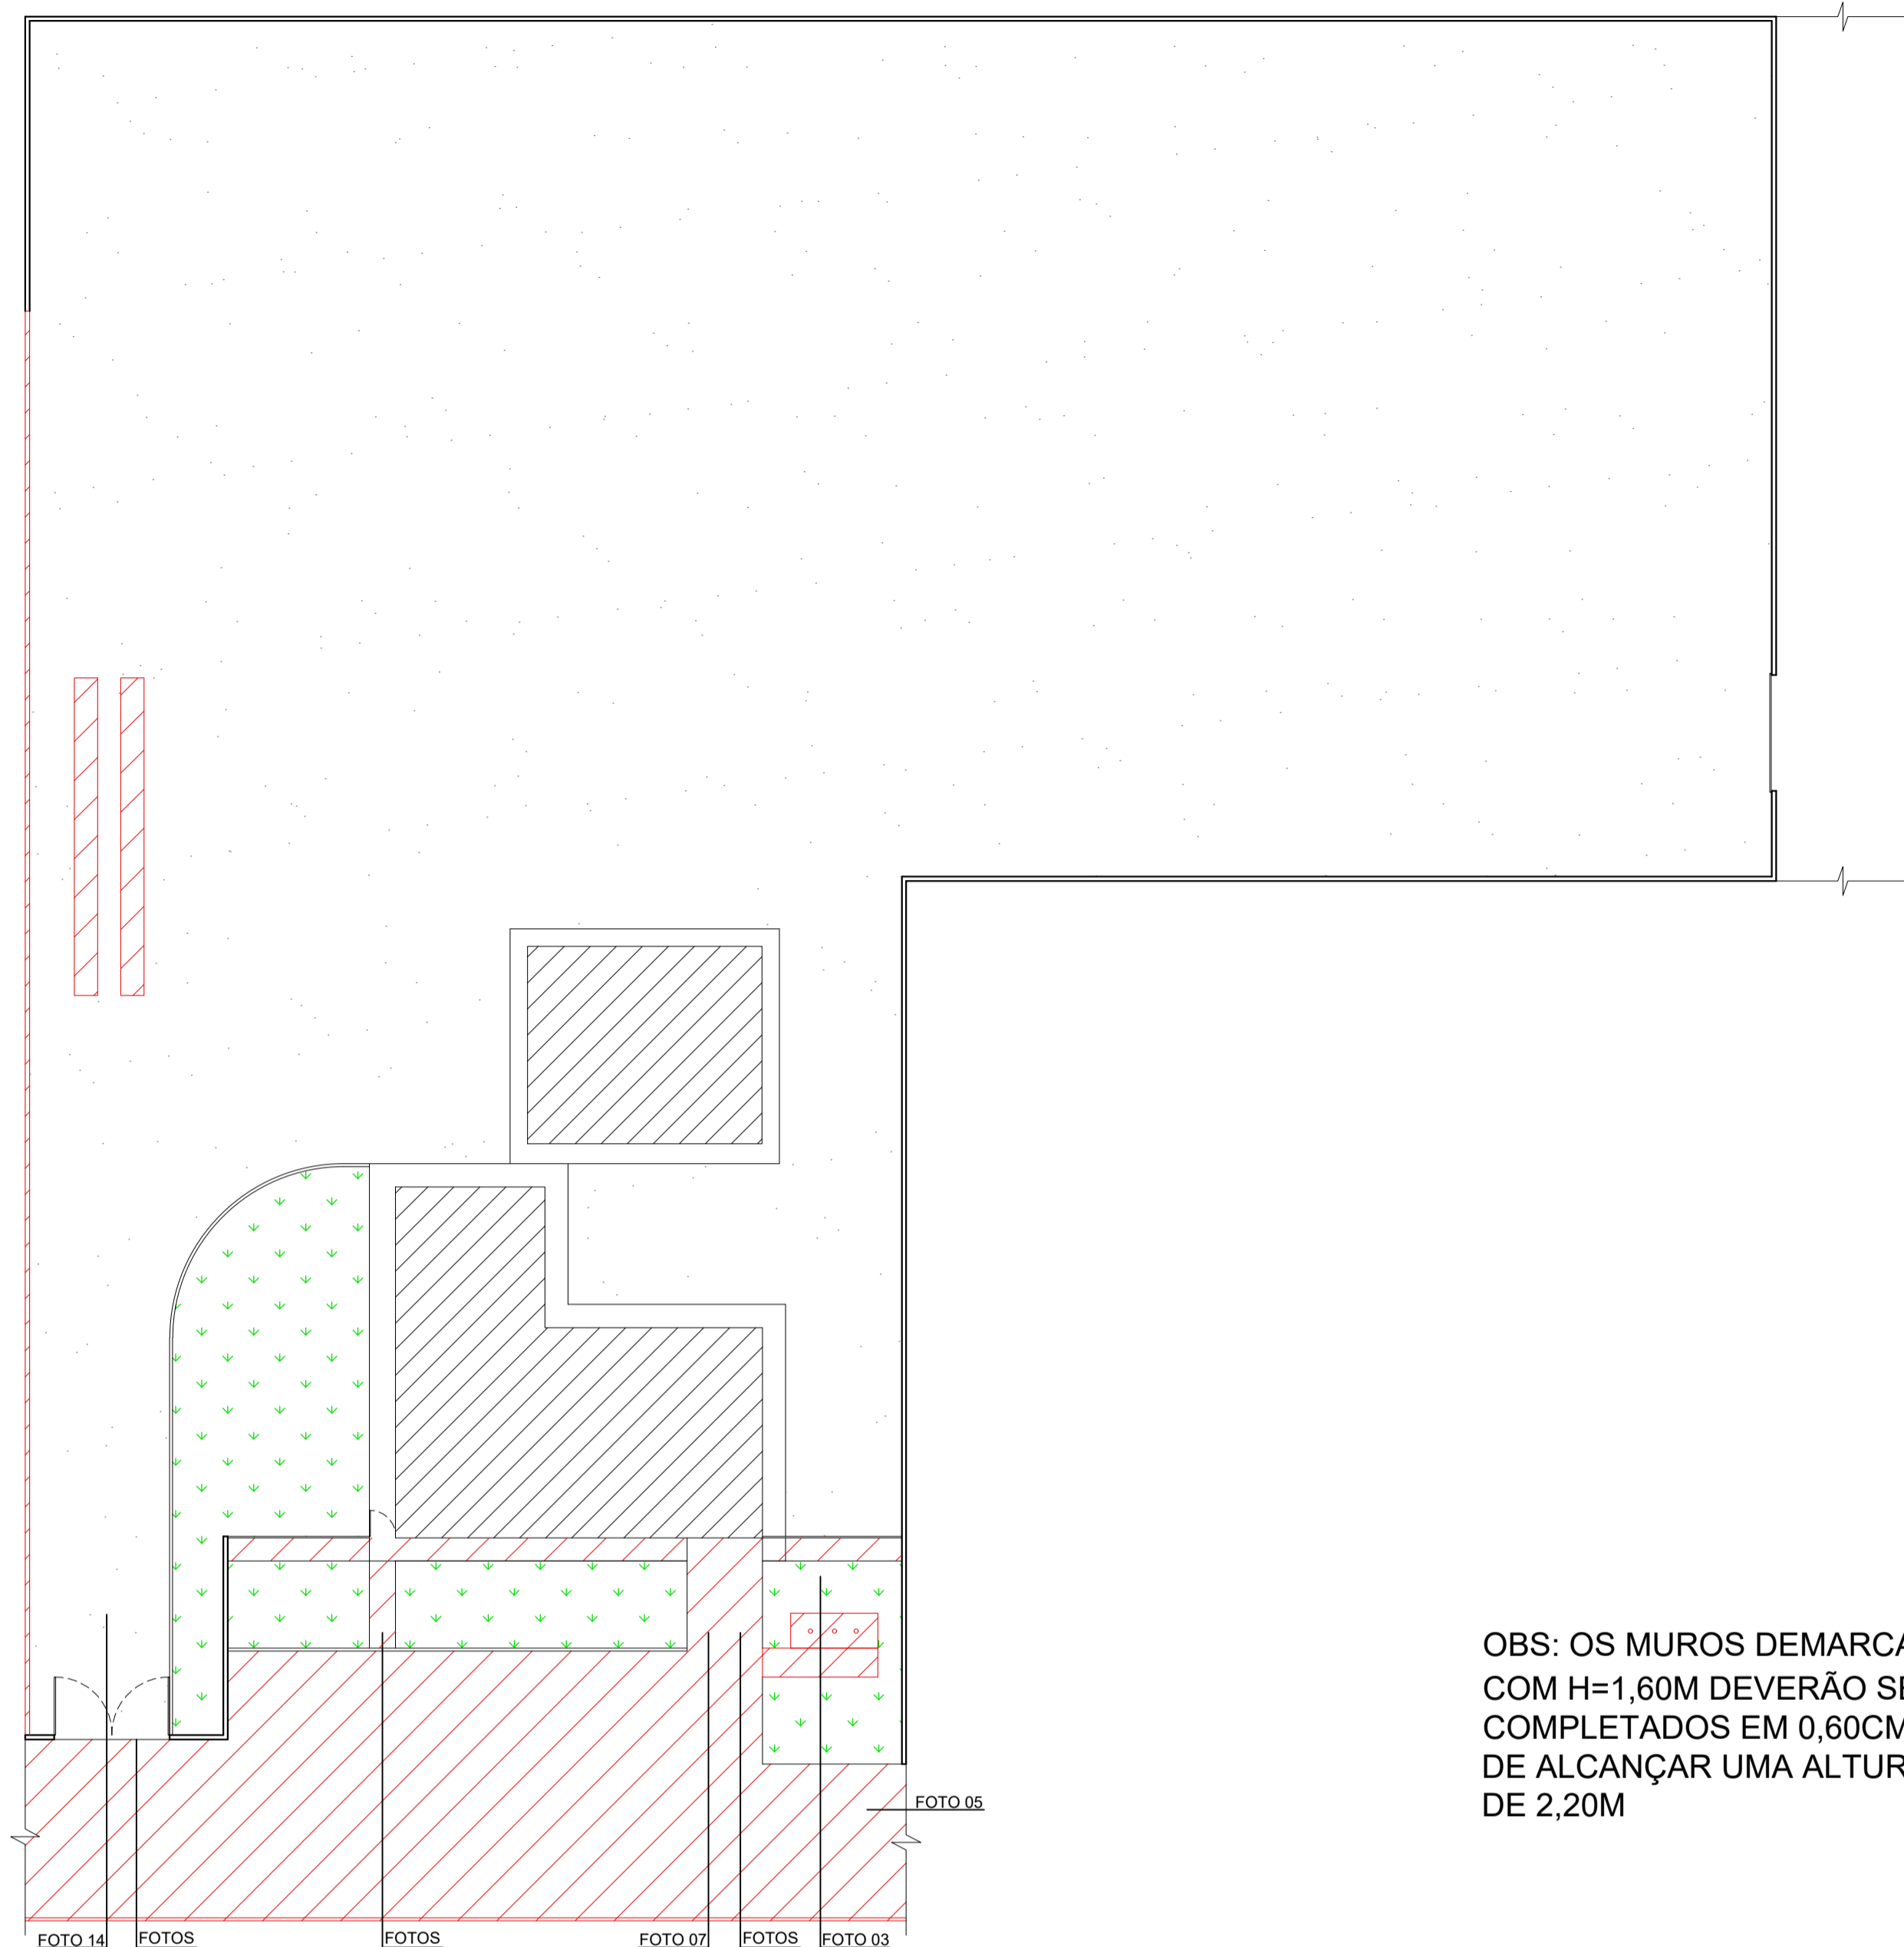 OBS: OS MUROS DEMARCA
COM H=1,60M DEVERÃO SE
COMPLETADOS EM 0,60CM
DE ALCANÇAR UMA ALTUR
DE 2,20M
FOTO 05
FOTO 14
FOTOS
FOTOS
FOTO 07
FOTOS
FOTO 03